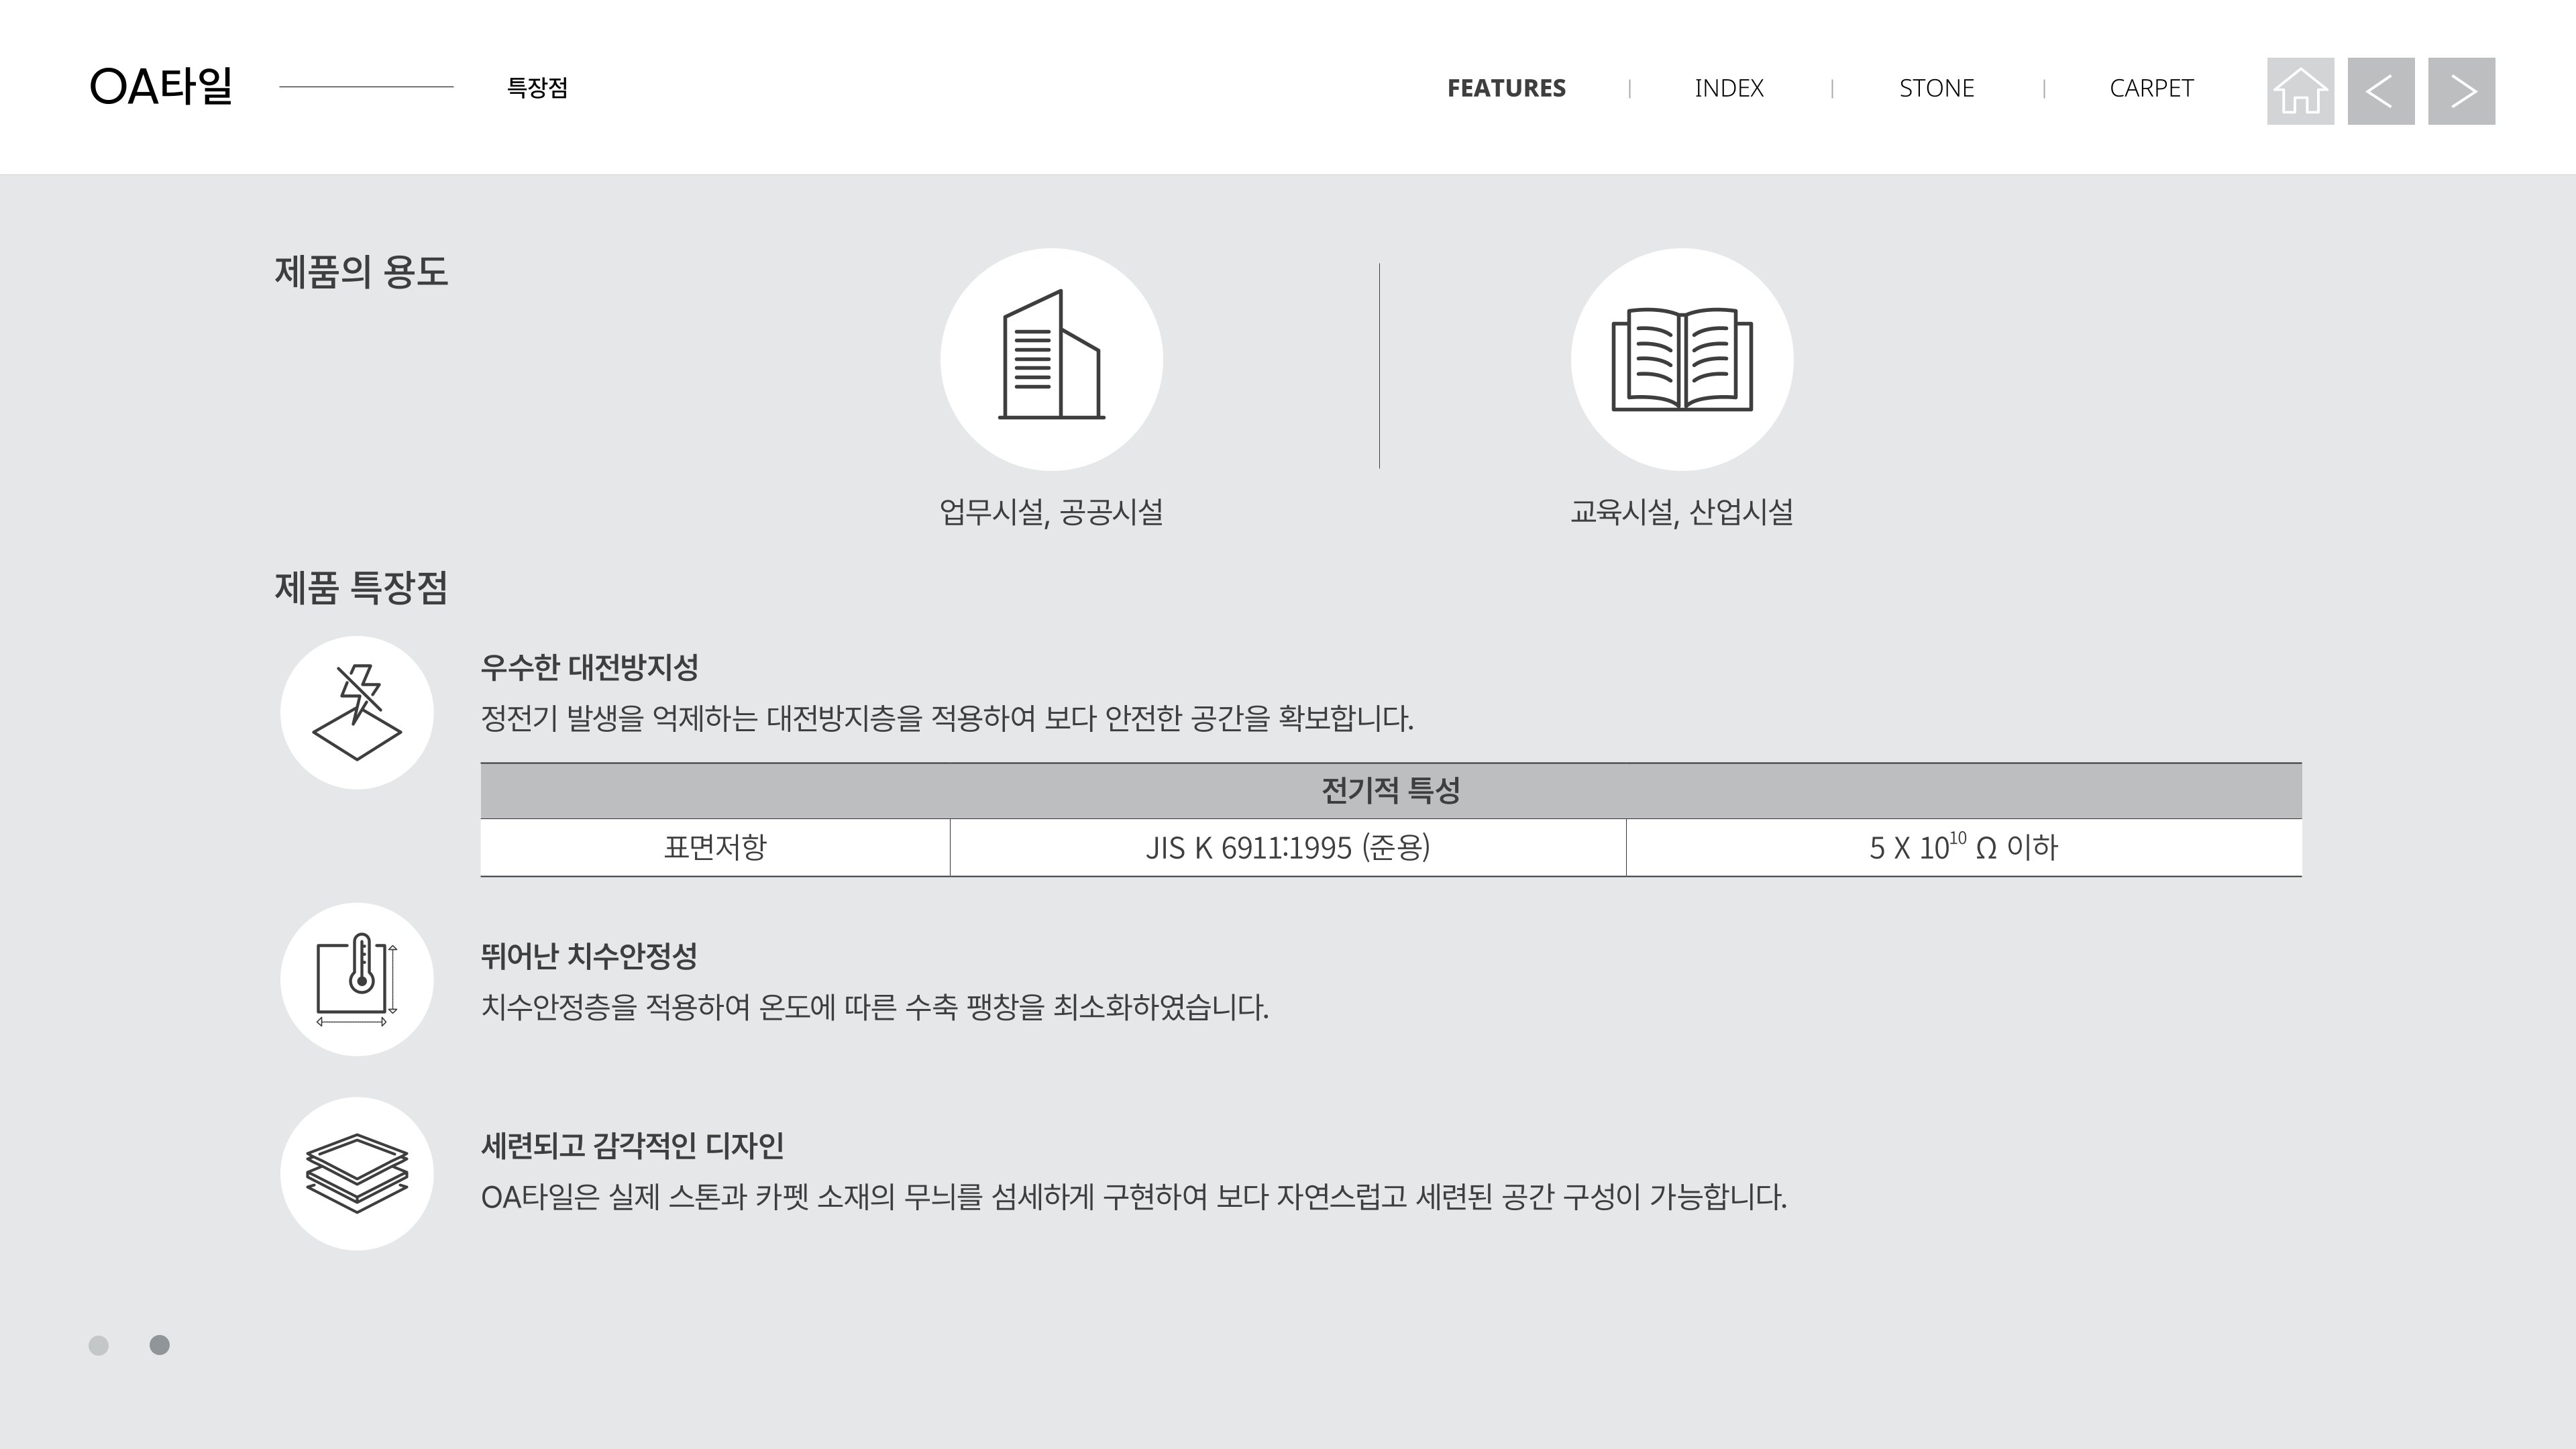 OA타일
특장점
FEATURES | INDEX | STONE | CARPET
제품의 용도
업무시설, 공공시설
교육시설, 산업시설
제품 특장점
우수한 대전방지성
정전기 발생을 억제하는 대전방지층을 적용하여 보다 안전한 공간을 확보합니다.
전기적 특성
표면저항 JIS K 6911:1995 (준용) 5 X 10¹⁰ Ω 이하
뛰어난 치수안정성
치수안정층을 적용하여 온도에 따른 수축 팽창을 최소화하였습니다.
세련되고 감각적인 디자인
OA타일은 실제 스톤과 카펫 소재의 무늬를 섬세하게 구현하여 보다 자연스럽고 세련된 공간 구성이 가능합니다.